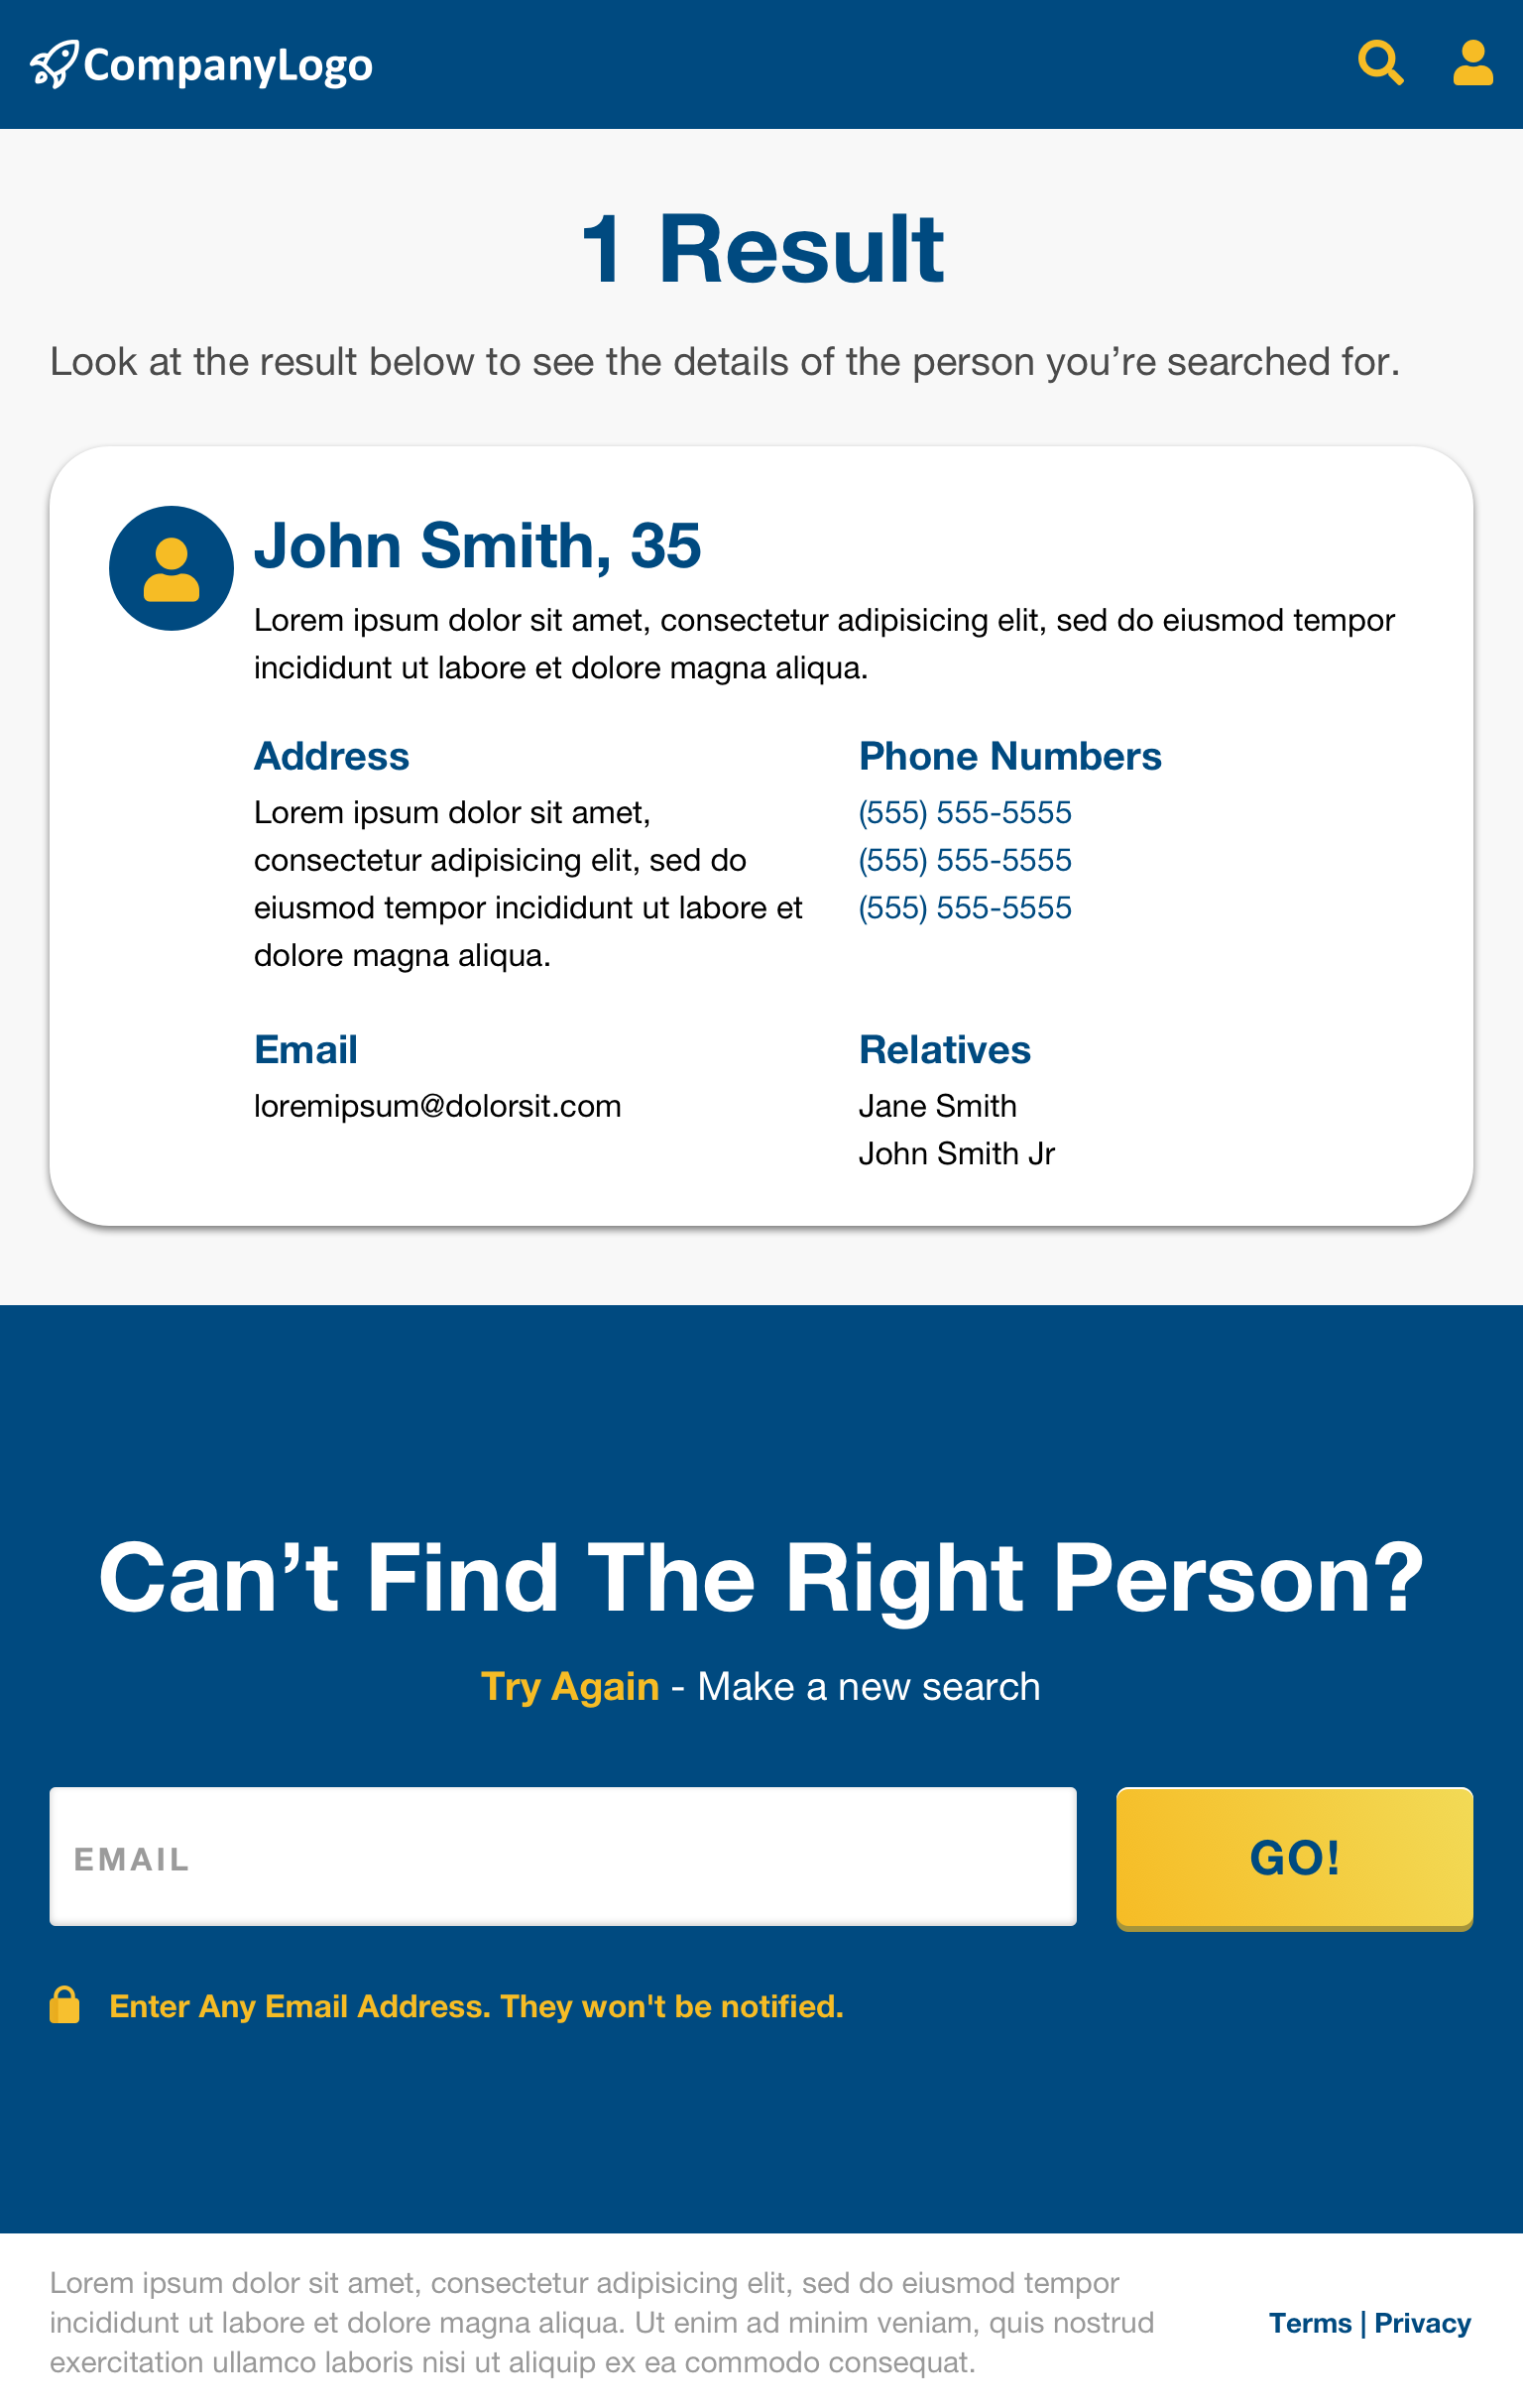 CompanyLogo
1 Result
Look at the result below to see the details of the person you’re searched for.
John Smith, 35
Lorem ipsum dolor sit amet, consectetur adipisicing elit, sed do eiusmod tempor
incididunt ut labore et dolore magna aliqua.
Address
Lorem ipsum dolor sit amet,
consectetur adipisicing elit, sed do
eiusmod tempor incididunt ut labore et
dolore magna aliqua.
Phone Numbers
(555) 555-5555
(555) 555-5555
(555) 555-5555
Email
loremipsum@dolorsit.com
Relatives
Jane Smith
John Smith Jr
Can’t Find The Right Person?
Try Again - Make a new search
EMAIL
GO!
Enter Any Email Address. They won't be notified.
Lorem ipsum dolor sit amet, consectetur adipisicing elit, sed do eiusmod tempor
incididunt ut labore et dolore magna aliqua. Ut enim ad minim veniam, quis nostrud
exercitation ullamco laboris nisi ut aliquip ex ea commodo consequat.
Terms | Privacy